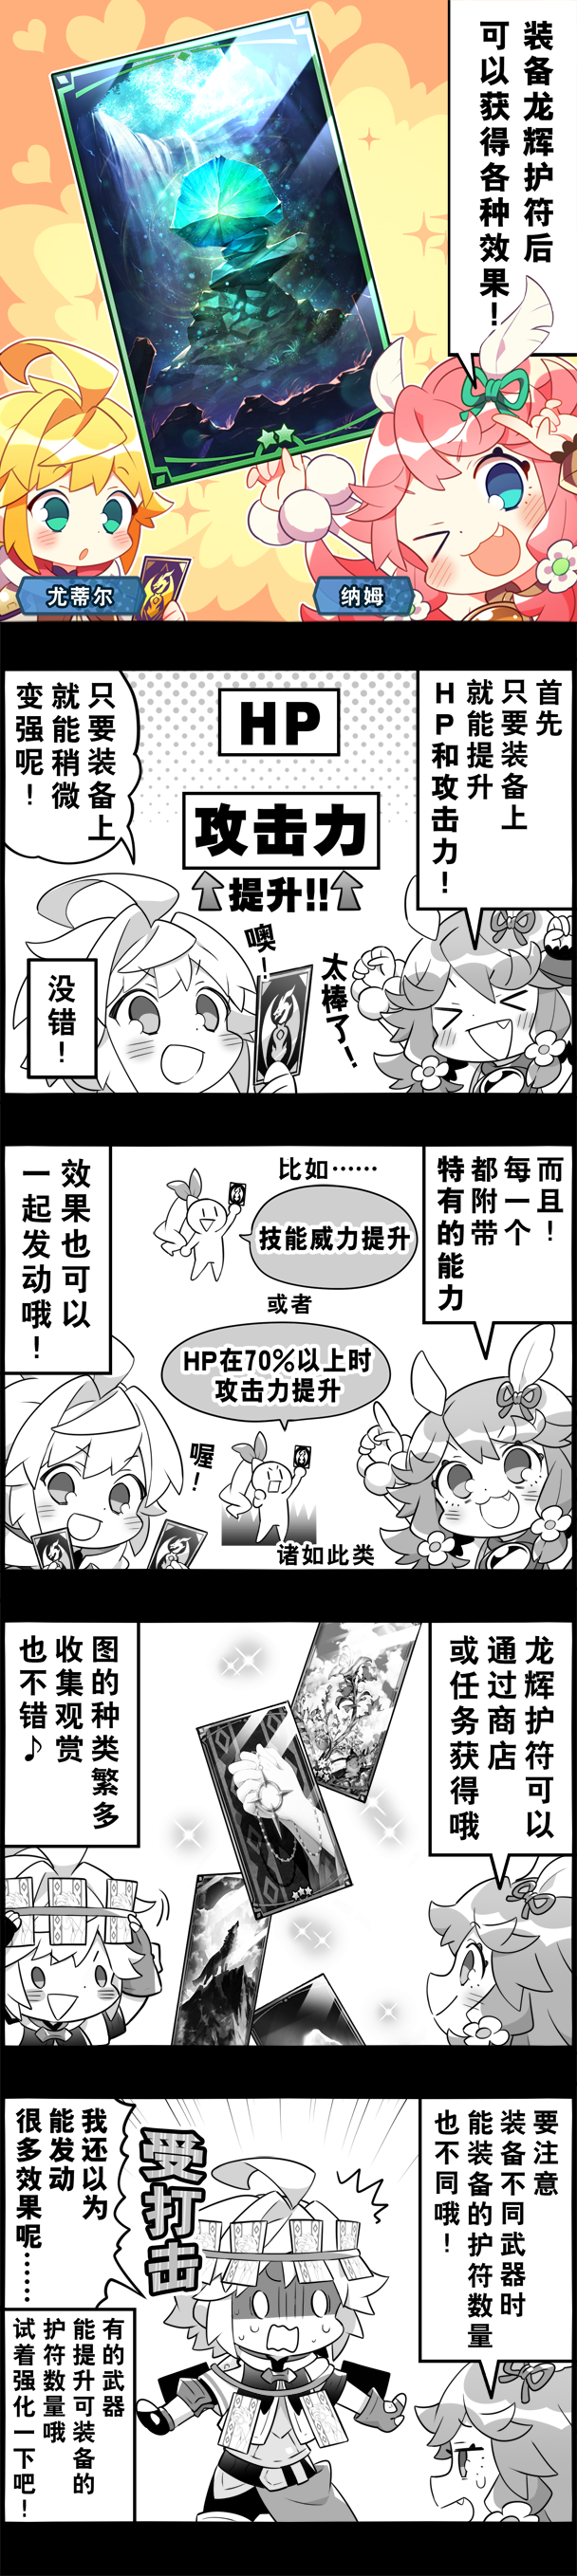 装备龙辉护符后
可以获得各种效果！
尤蒂尔
纳姆
首先
只要装备上
就能提升
HP和攻击力！
HP
攻击力
提升!!
只要装备上
就能稍微
变强呢！
太棒了！
噢！
没错！
而且！
每一个
都附带
特有的能力
比如……
技能威力提升
或者
HP在70%以上时
攻击力提升
诸如此类
喔！
效果也可以
一起发动哦！
龙辉护符可以
通过商店
或任务获得哦
图的种类繁多
收集观赏
也不错♪
要注意
装备不同武器时
能装备的护符数量
也不同哦！
受打击
我还以为
能发动
很多效果呢……
有的武器
能提升可装备的
护符数量哦
试着强化一下吧！